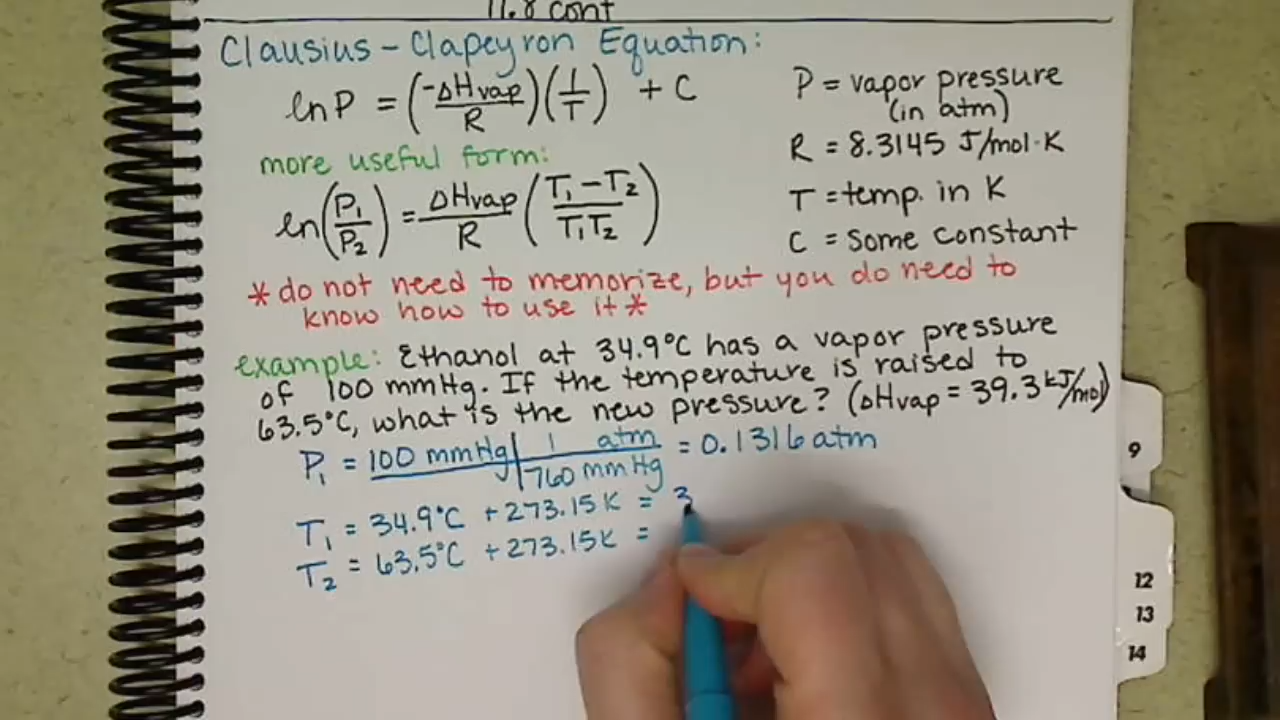 11.8 cont
Clausius-Clapeyron Equation:
ln P = (-ΔHvap/R)(1/T) + C
P = vapor pressure
(in atm)
R = 8.3145 J/mol·K
T = temp. in K
C = some constant
more useful form:
ln(P₁/P₂) = ΔHvap/R (T₁-T₂/T₁T₂)
*do not need to memorize, but you do need to
know how to use it*
example: Ethanol at 34.9°C has a vapor pressure
of 100 mmHg. If the temperature is raised to
63.5°C, what is the new pressure? (ΔHvap = 39.3 kJ/mol)
P₁ = 100 mmHg | 1 atm / 760 mmHg = 0.1316 atm
T₁ = 34.9°C + 273.15K = 3
T₂ = 63.5°C + 273.15K =
9
12
13
14